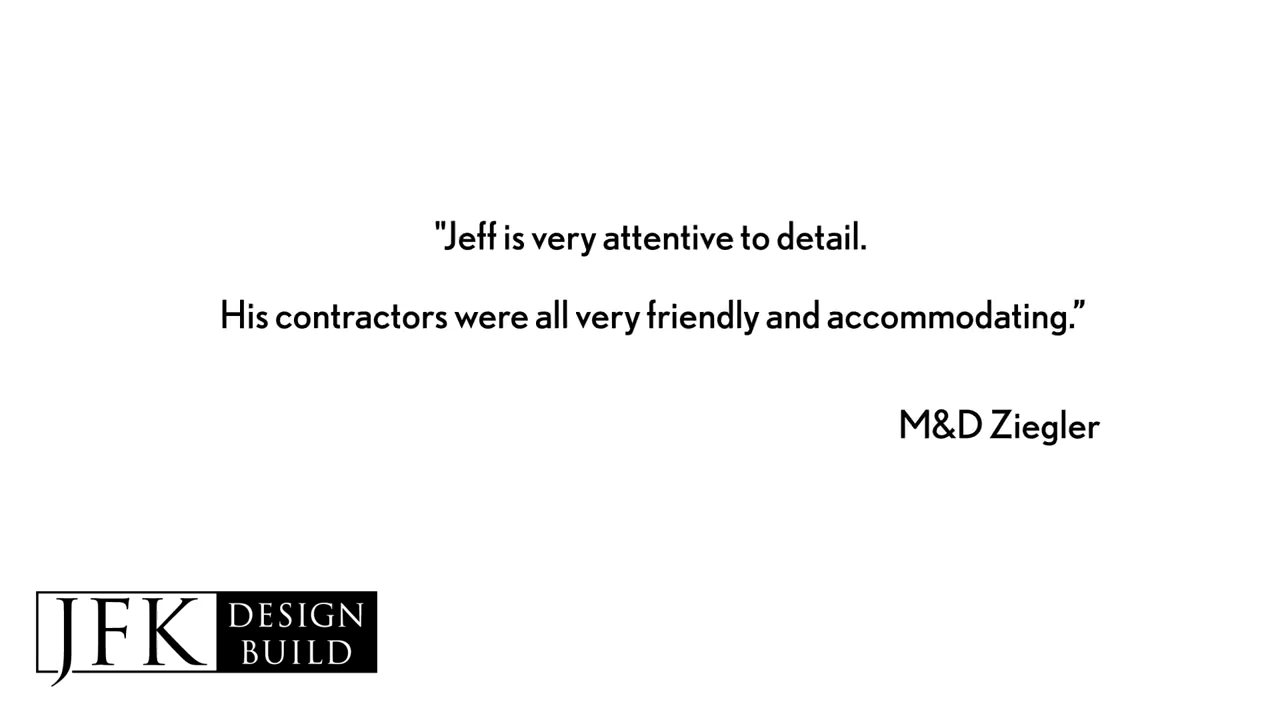 "Jeff is very attentive to detail.
His contractors were all very friendly and accommodating.”
M&D Ziegler
JFK DESIGN
BUILD